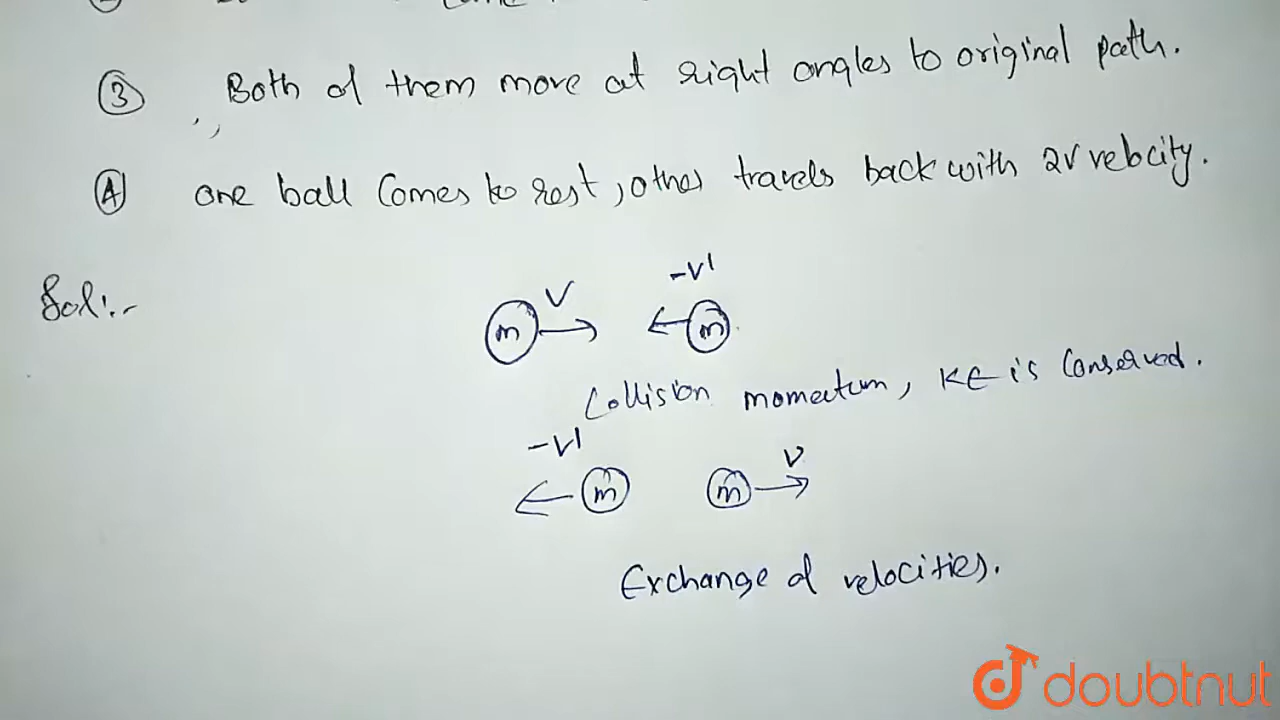 ③ Both of them move at right angles to original path.
④ one ball comes to rest, other travels back with 2v velocity.
Sol:-
V -V'
m m
Collision momentum, KE is conserved.
-V' V
m m
Exchange of velocities.
doubtnut